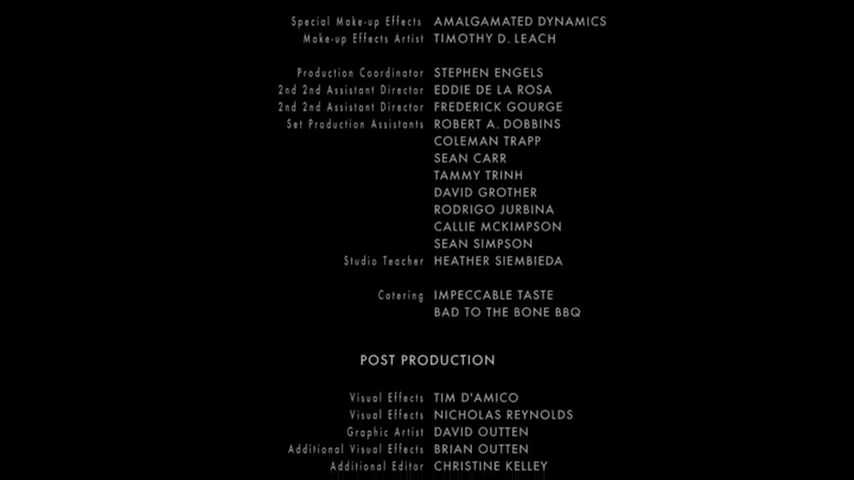 Special Make-up Effects AMALGAMATED DYNAMICS
Make-up Effects Artist TIMOTHY D. LEACH
Production Coordinator STEPHEN ENGELS
2nd 2nd Assistant Director EDDIE DE LA ROSA
2nd 2nd Assistant Director FREDERICK GOURGE
Set Production Assistants ROBERT A. DOBBINS
COLEMAN TRAPP
SEAN CARR
TAMMY TRINH
DAVID GROTHER
RODRIGO JURBINA
CALLIE MCKIMPSON
SEAN SIMPSON
Studio Teacher HEATHER SIEMBIEDA
Catering IMPECCABLE TASTE
BAD TO THE BONE BBQ
POST PRODUCTION
Visual Effects TIM D'AMICO
Visual Effects NICHOLAS REYNOLDS
Graphic Artist DAVID OUTTEN
Additional Visual Effects BRIAN OUTTEN
Additional Editor CHRISTINE KELLEY